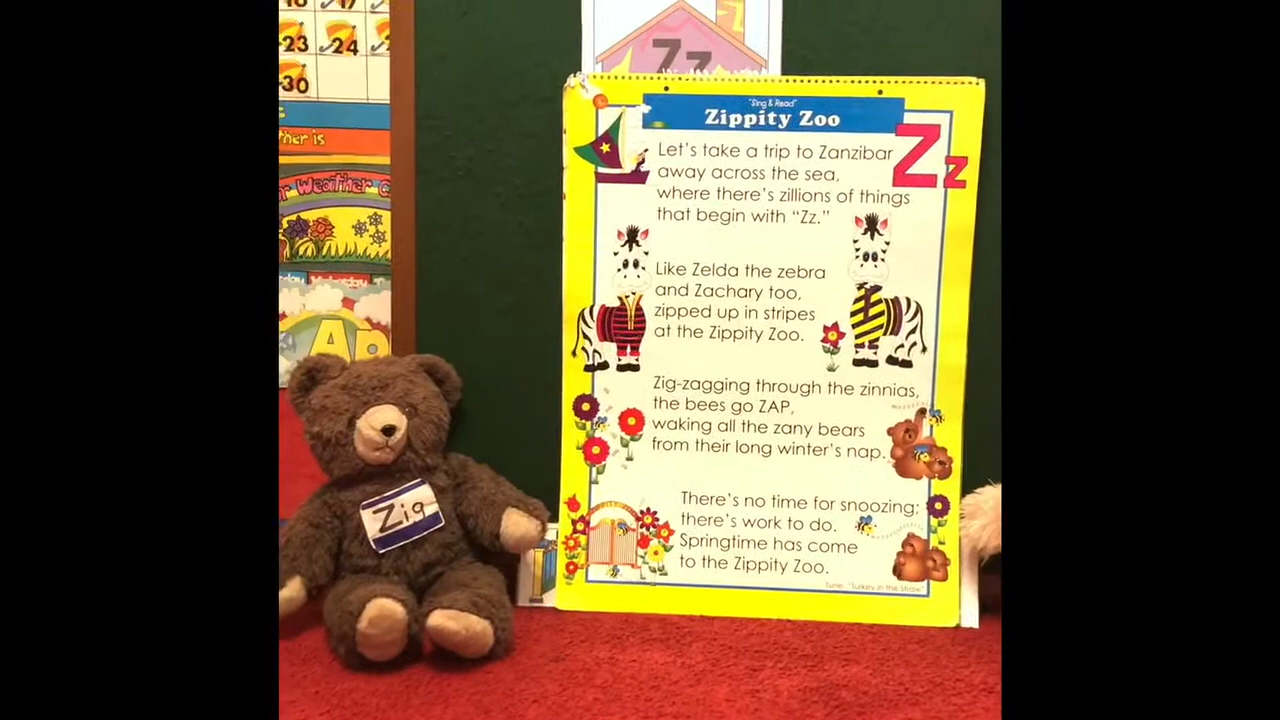 23
24
30
ther is
Weather
Zz
"Sing & Read"
Zippity Zoo
Zz
Let's take a trip to Zanzibar
away across the sea,
where there's zillions of things
that begin with "Zz."
Like Zelda the zebra
and Zachary too,
zipped up in stripes
at the Zippity Zoo.
Zig-zagging through the zinnias,
the bees go ZAP,
waking all the zany bears
from their long winter's nap.
There's no time for snoozing;
there's work to do.
Springtime has come
to the Zippity Zoo.
Tune: "Turkey in the Straw"
Zig